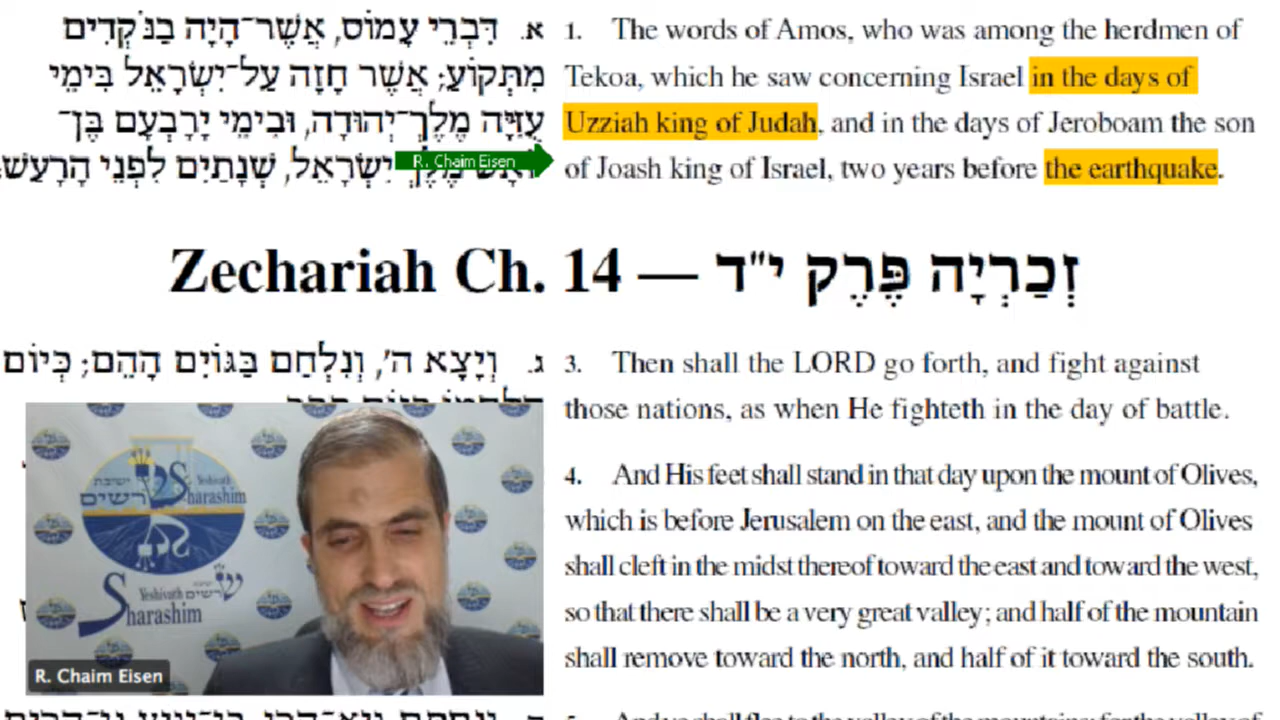 א. דִּבְרֵי עָמוֹס, אֲשֶׁר־הָיָה בַנֹּקְדִים
מִתְּקוֹעַ; אֲשֶׁר חָזָה עַל־יִשְׂרָאֵל בִּימֵי
עֻזִּיָּה מֶלֶךְ־יְהוּדָה, וּבִימֵי יָרָבְעָם בֶּן־
מֶלֶךְ יִשְׂרָאֵל, שְׁנָתַיִם לִפְנֵי הָרָעַשׁ
R. Chaim Eisen
1. The words of Amos, who was among the herdmen of
Tekoa, which he saw concerning Israel in the days of
Uzziah king of Judah, and in the days of Jeroboam the son
of Joash king of Israel, two years before the earthquake.
Zechariah Ch. 14 — זְכַרְיָה פֶּרֶק י״ד
ג. וְיָצָא ה', וְנִלְחַם בַּגּוֹיִם הָהֵם; כְּיוֹם
3. Then shall the LORD go forth, and fight against
those nations, as when He fighteth in the day of battle.
4. And His feet shall stand in that day upon the mount of Olives,
which is before Jerusalem on the east, and the mount of Olives
shall cleft in the midst thereof toward the east and toward the west,
so that there shall be a very great valley; and half of the mountain
shall remove toward the north, and half of it toward the south.
ישיבת
שרשים
Yeshivath
Sharashim
Yeshivath ישיבת
Sharashim
R. Chaim Eisen